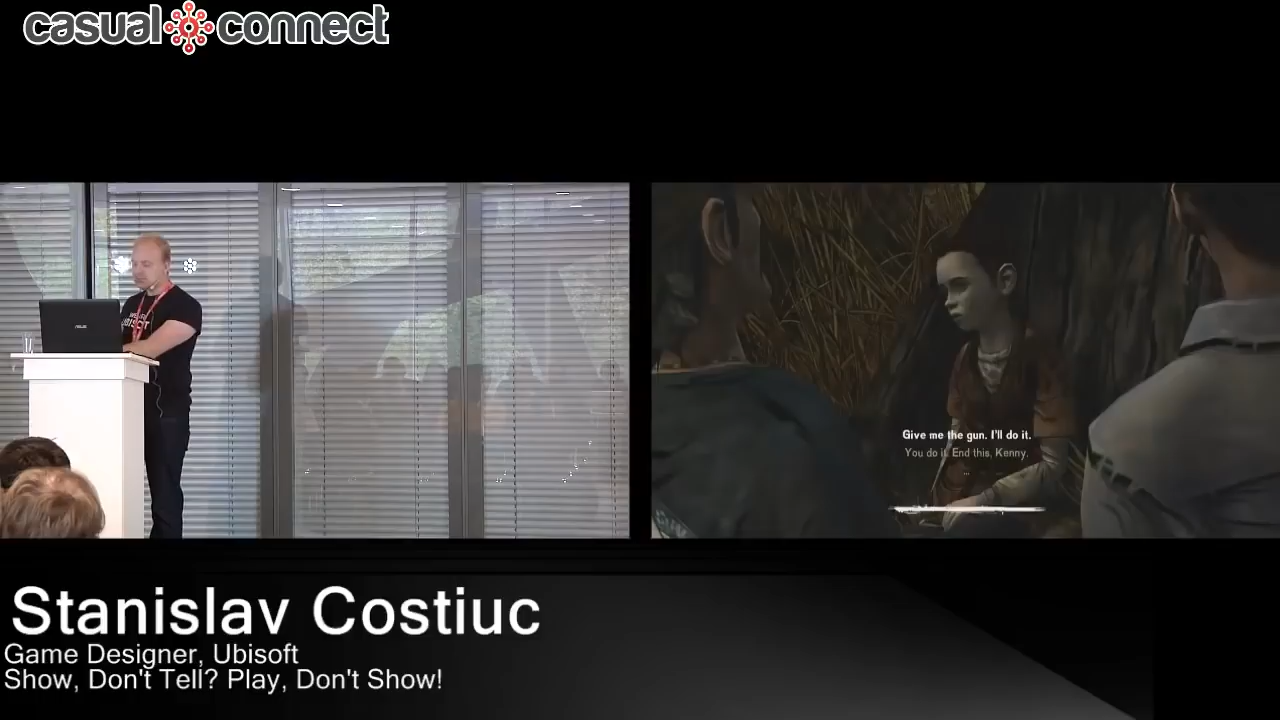 casual connect
Give me the gun. I'll do it.
You do it. End this, Kenny.
...
ASUS
Stanislav Costiuc
Game Designer, Ubisoft
Show, Don't Tell? Play, Don't Show!